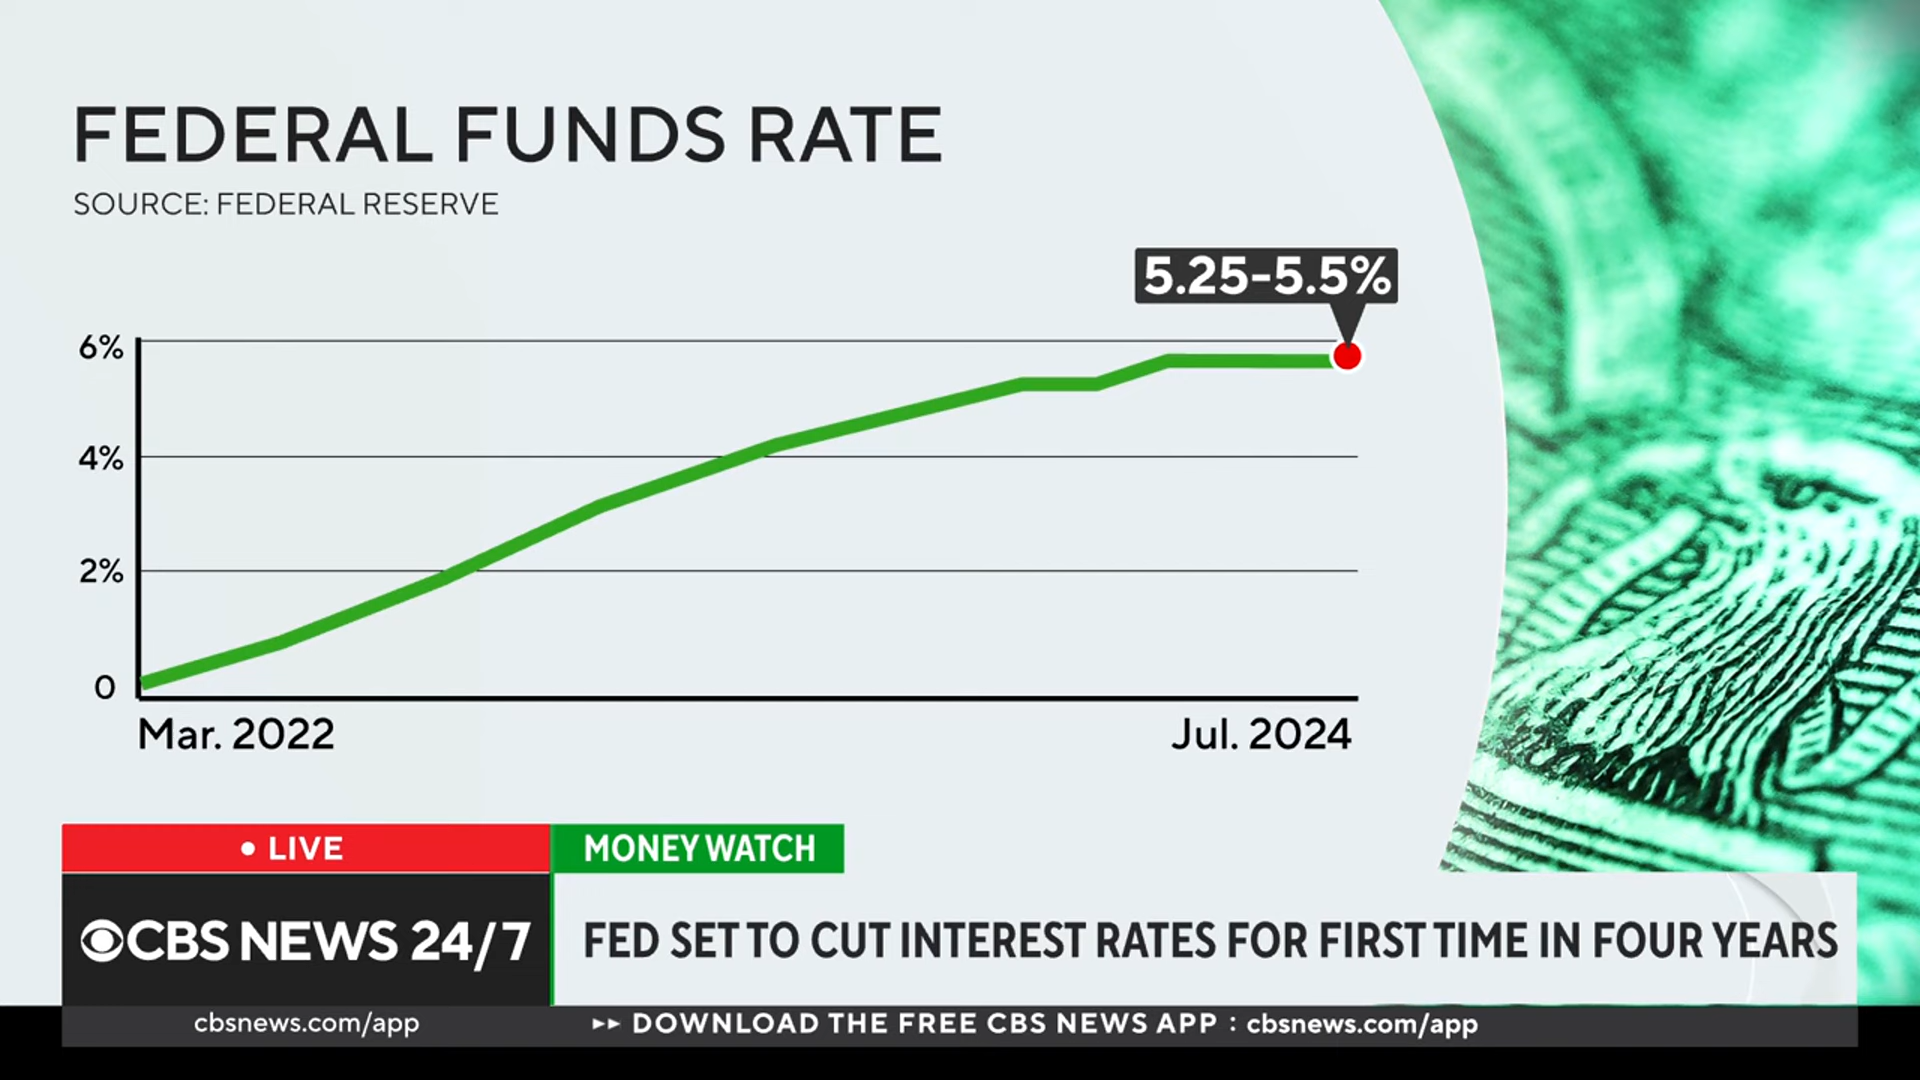 FEDERAL FUNDS RATE
SOURCE: FEDERAL RESERVE
5.25-5.5%
6%
4%
2%
0
Mar. 2022
Jul. 2024
• LIVE
MONEY WATCH
CBS NEWS 24/7
FED SET TO CUT INTEREST RATES FOR FIRST TIME IN FOUR YEARS
cbsnews.com/app
DOWNLOAD THE FREE CBS NEWS APP : cbsnews.com/app